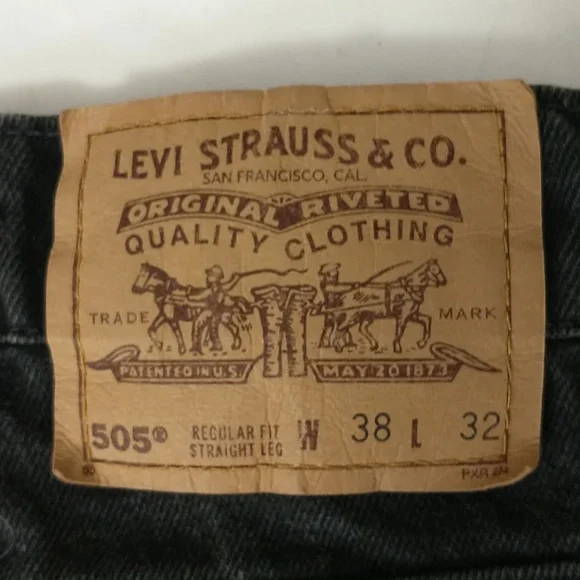 LEVI STRAUSS & CO.
SAN FRANCISCO, CAL.
ORIGINAL RIVETED
QUALITY CLOTHING
TRADE MARK
PATENTED IN U.S. MAY 20 1873
505® REGULAR FIT W 38 L 32
STRAIGHT LEG
®